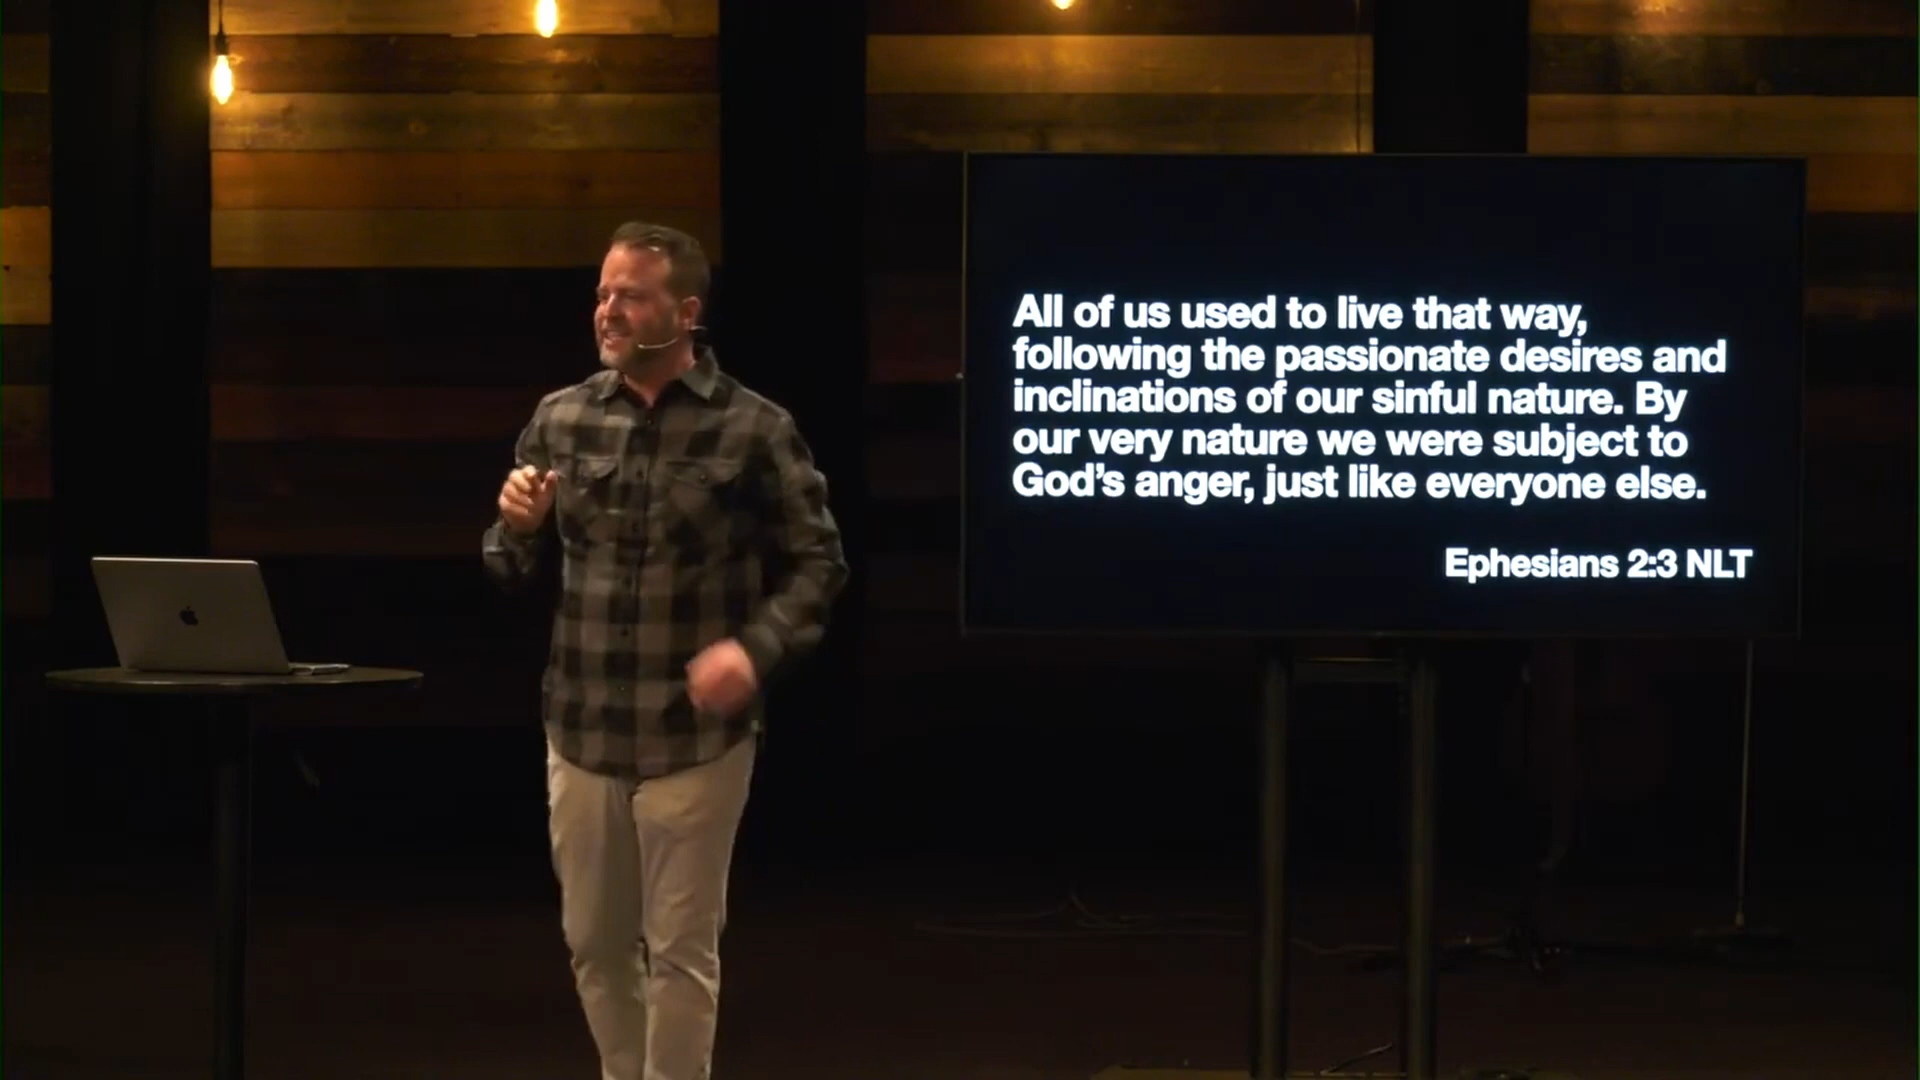 All of us used to live that way,
following the passionate desires and
inclinations of our sinful nature. By
our very nature we were subject to
God’s anger, just like everyone else.
Ephesians 2:3 NLT